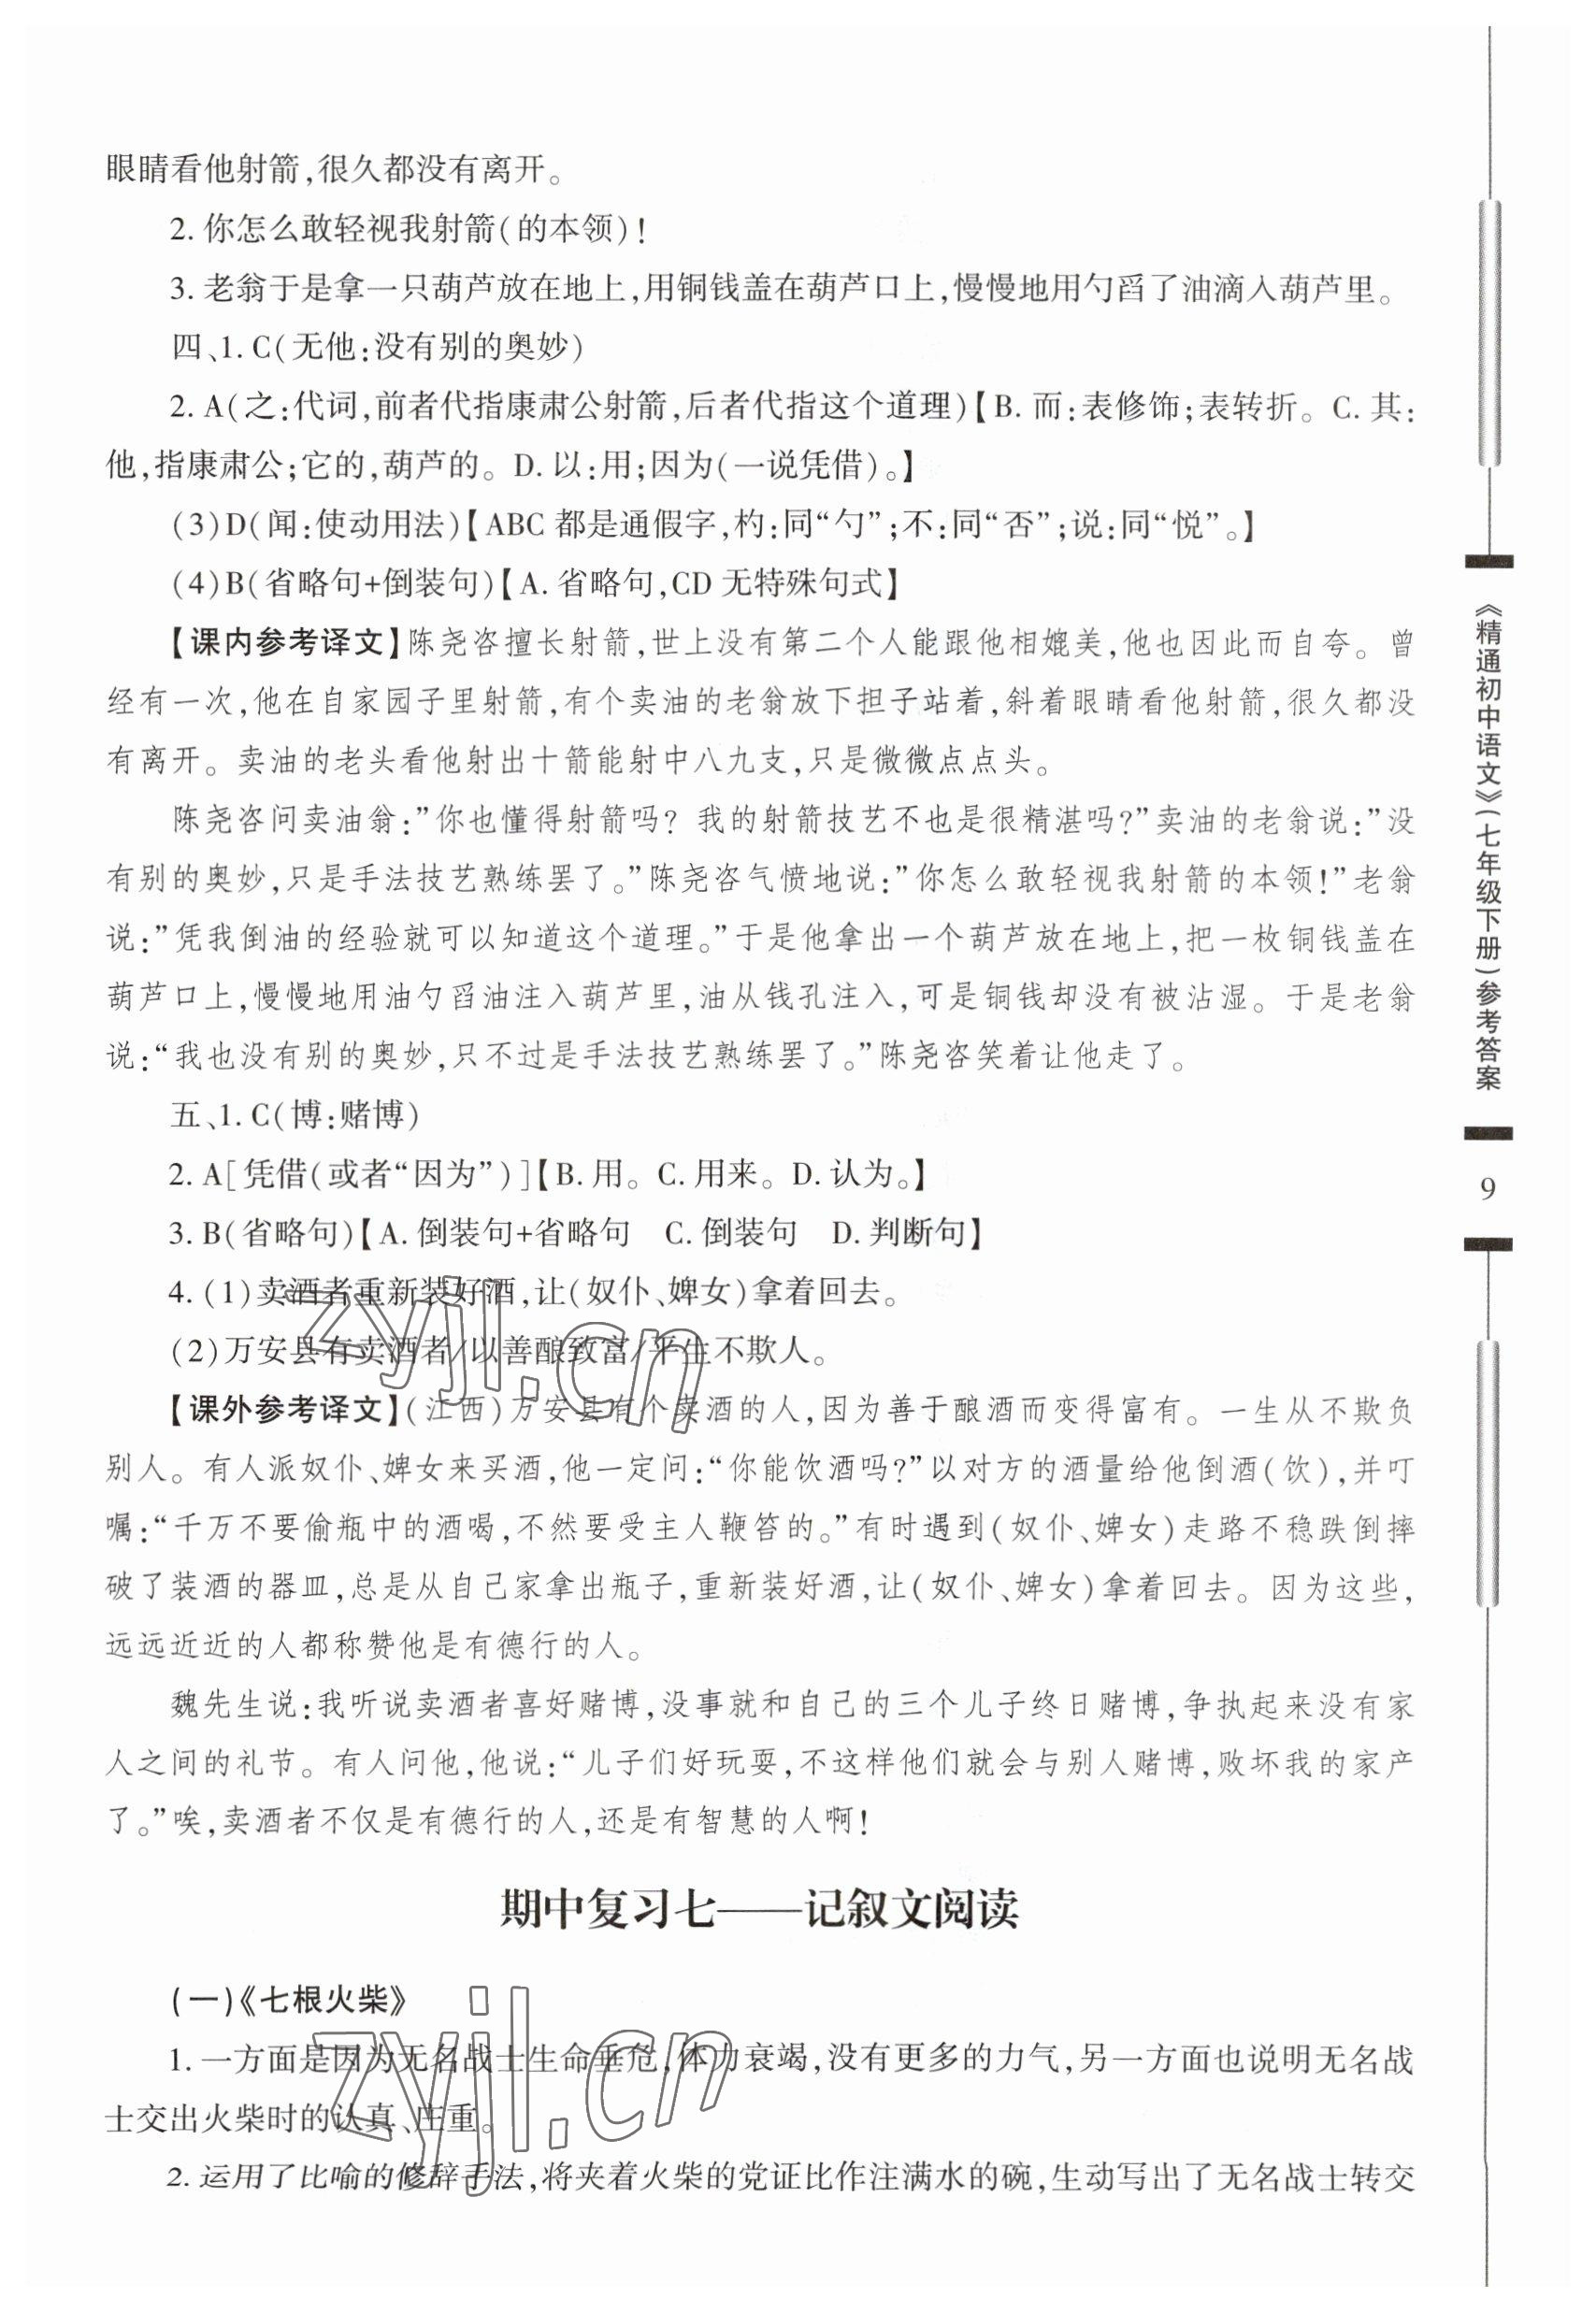 眼睛看他射箭,很久都没有离开。
2. 你怎么敢轻视我射箭(的本领)!
3. 老翁于是拿一只葫芦放在地上,用铜钱盖在葫芦口上,慢慢地用勺舀了油滴入葫芦里。
四、1. C(无他:没有别的奥妙)
2. A(之:代词,前者代指康肃公射箭,后者代指这个道理)【B. 而:表修饰;表转折。C. 其:
他,指康肃公;它的,葫芦的。D. 以:用;因为(一说凭借)。】
(3)D(闻:使动用法)【ABC 都是通假字,杓:同“勺”;不:同“否”;说:同“悦”。】
(4)B(省略句+倒装句)【A. 省略句,CD 无特殊句式】
【课内参考译文】陈尧咨擅长射箭,世上没有第二个人能跟他相媲美,他也因此而自夸。曾
经有一次,他在自家园子里射箭,有个卖油的老翁放下担子站着,斜着眼睛看他射箭,很久都没
有离开。卖油的老头看他射出十箭能射中八九支,只是微微点点头。
陈尧咨问卖油翁:”你也懂得射箭吗? 我的射箭技艺不也是很精湛吗?”卖油的老翁说:”没
有别的奥妙,只是手法技艺熟练罢了。”陈尧咨气愤地说:”你怎么敢轻视我射箭的本领!”老翁
说:”凭我倒油的经验就可以知道这个道理。”于是他拿出一个葫芦放在地上,把一枚铜钱盖在
葫芦口上,慢慢地用油勺舀油注入葫芦里,油从钱孔注入,可是铜钱却没有被沾湿。于是老翁
说:“我也没有别的奥妙,只不过是手法技艺熟练罢了。”陈尧咨笑着让他走了。
五、1. C(博:赌博)
2. A[凭借(或者“因为”)]【B. 用。C. 用来。D. 认为。】
3. B(省略句)【A. 倒装句+省略句 C. 倒装句 D. 判断句】
4. (1)卖酒者重新装好酒,让(奴仆、婢女)拿着回去。
(2)万安县有卖酒者/以善酿致富/平生不欺人。
【课外参考译文】(江西)万安县有个卖酒的人,因为善于酿酒而变得富有。一生从不欺负
别人。有人派奴仆、婢女来买酒,他一定问:“你能饮酒吗?”以对方的酒量给他倒酒(饮),并叮
嘱:“千万不要偷瓶中的酒喝,不然要受主人鞭笞的。”有时遇到(奴仆、婢女)走路不稳跌倒摔
破了装酒的器皿,总是从自己家拿出瓶子,重新装好酒,让(奴仆、婢女)拿着回去。因为这些,
远远近近的人都称赞他是有德行的人。
魏先生说:我听说卖酒者喜好赌博,没事就和自己的三个儿子终日赌博,争执起来没有家
人之间的礼节。有人问他,他说:“儿子们好玩耍,不这样他们就会与别人赌博,败坏我的家产
了。”唉,卖酒者不仅是有德行的人,还是有智慧的人啊!
期中复习七——记叙文阅读
(一)《七根火柴》
1. 一方面是因为无名战士生命垂危,体力衰竭,没有更多的力气,另一方面也说明无名战
士交出火柴时的认真、庄重。
2. 运用了比喻的修辞手法,将夹着火柴的党证比作注满水的碗,生动写出了无名战士转交
《精通初中语文》(七年级下册)参考答案
9
zyjl.cn
zyjl.cn